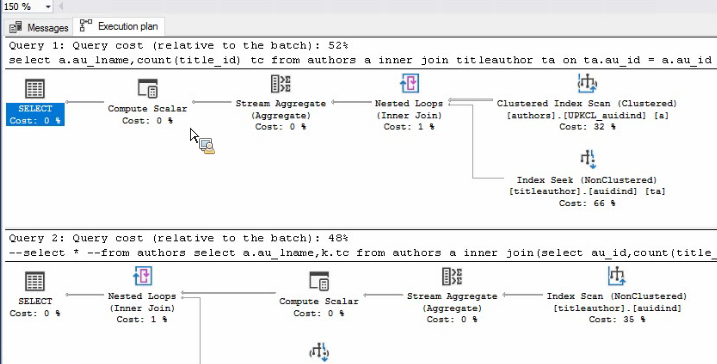 150 %
Messages Execution plan
Query 1: Query cost (relative to the batch): 52%
select a.au_lname,count(title_id) tc from authors a inner join titleauthor ta on ta.au_id = a.au_id
SELECT
Cost: 0 %
Compute Scalar
Cost: 0 %
Stream Aggregate
(Aggregate)
Cost: 0 %
Nested Loops
(Inner Join)
Cost: 1 %
Clustered Index Scan (Clustered)
[authors].[UPKCL_auidind] [a]
Cost: 32 %
Index Seek (NonClustered)
[titleauthor].[auidind] [ta]
Cost: 66 %
Query 2: Query cost (relative to the batch): 48%
--select * --from authors select a.au_lname,k.tc from authors a inner join(select au_id,count(title_
SELECT
Cost: 0 %
Nested Loops
(Inner Join)
Cost: 1 %
Compute Scalar
Cost: 0 %
Stream Aggregate
(Aggregate)
Cost: 0 %
Index Scan (NonClustered)
[titleauthor].[auidind]
Cost: 35 %